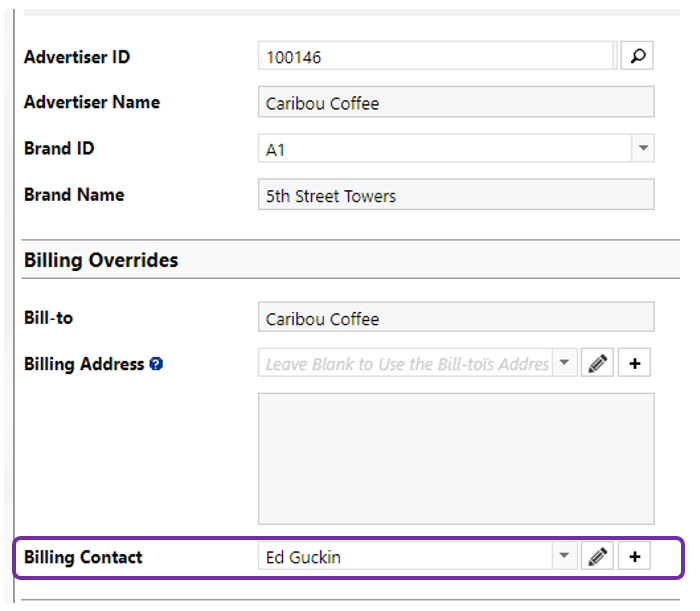 Advertiser ID 100146
Advertiser Name Caribou Coffee
Brand ID A1
Brand Name 5th Street Towers
Billing Overrides
Bill-to Caribou Coffee
Billing Address ? Leave Blank to Use the Bill-toïs Addres
Billing Contact Ed Guckin